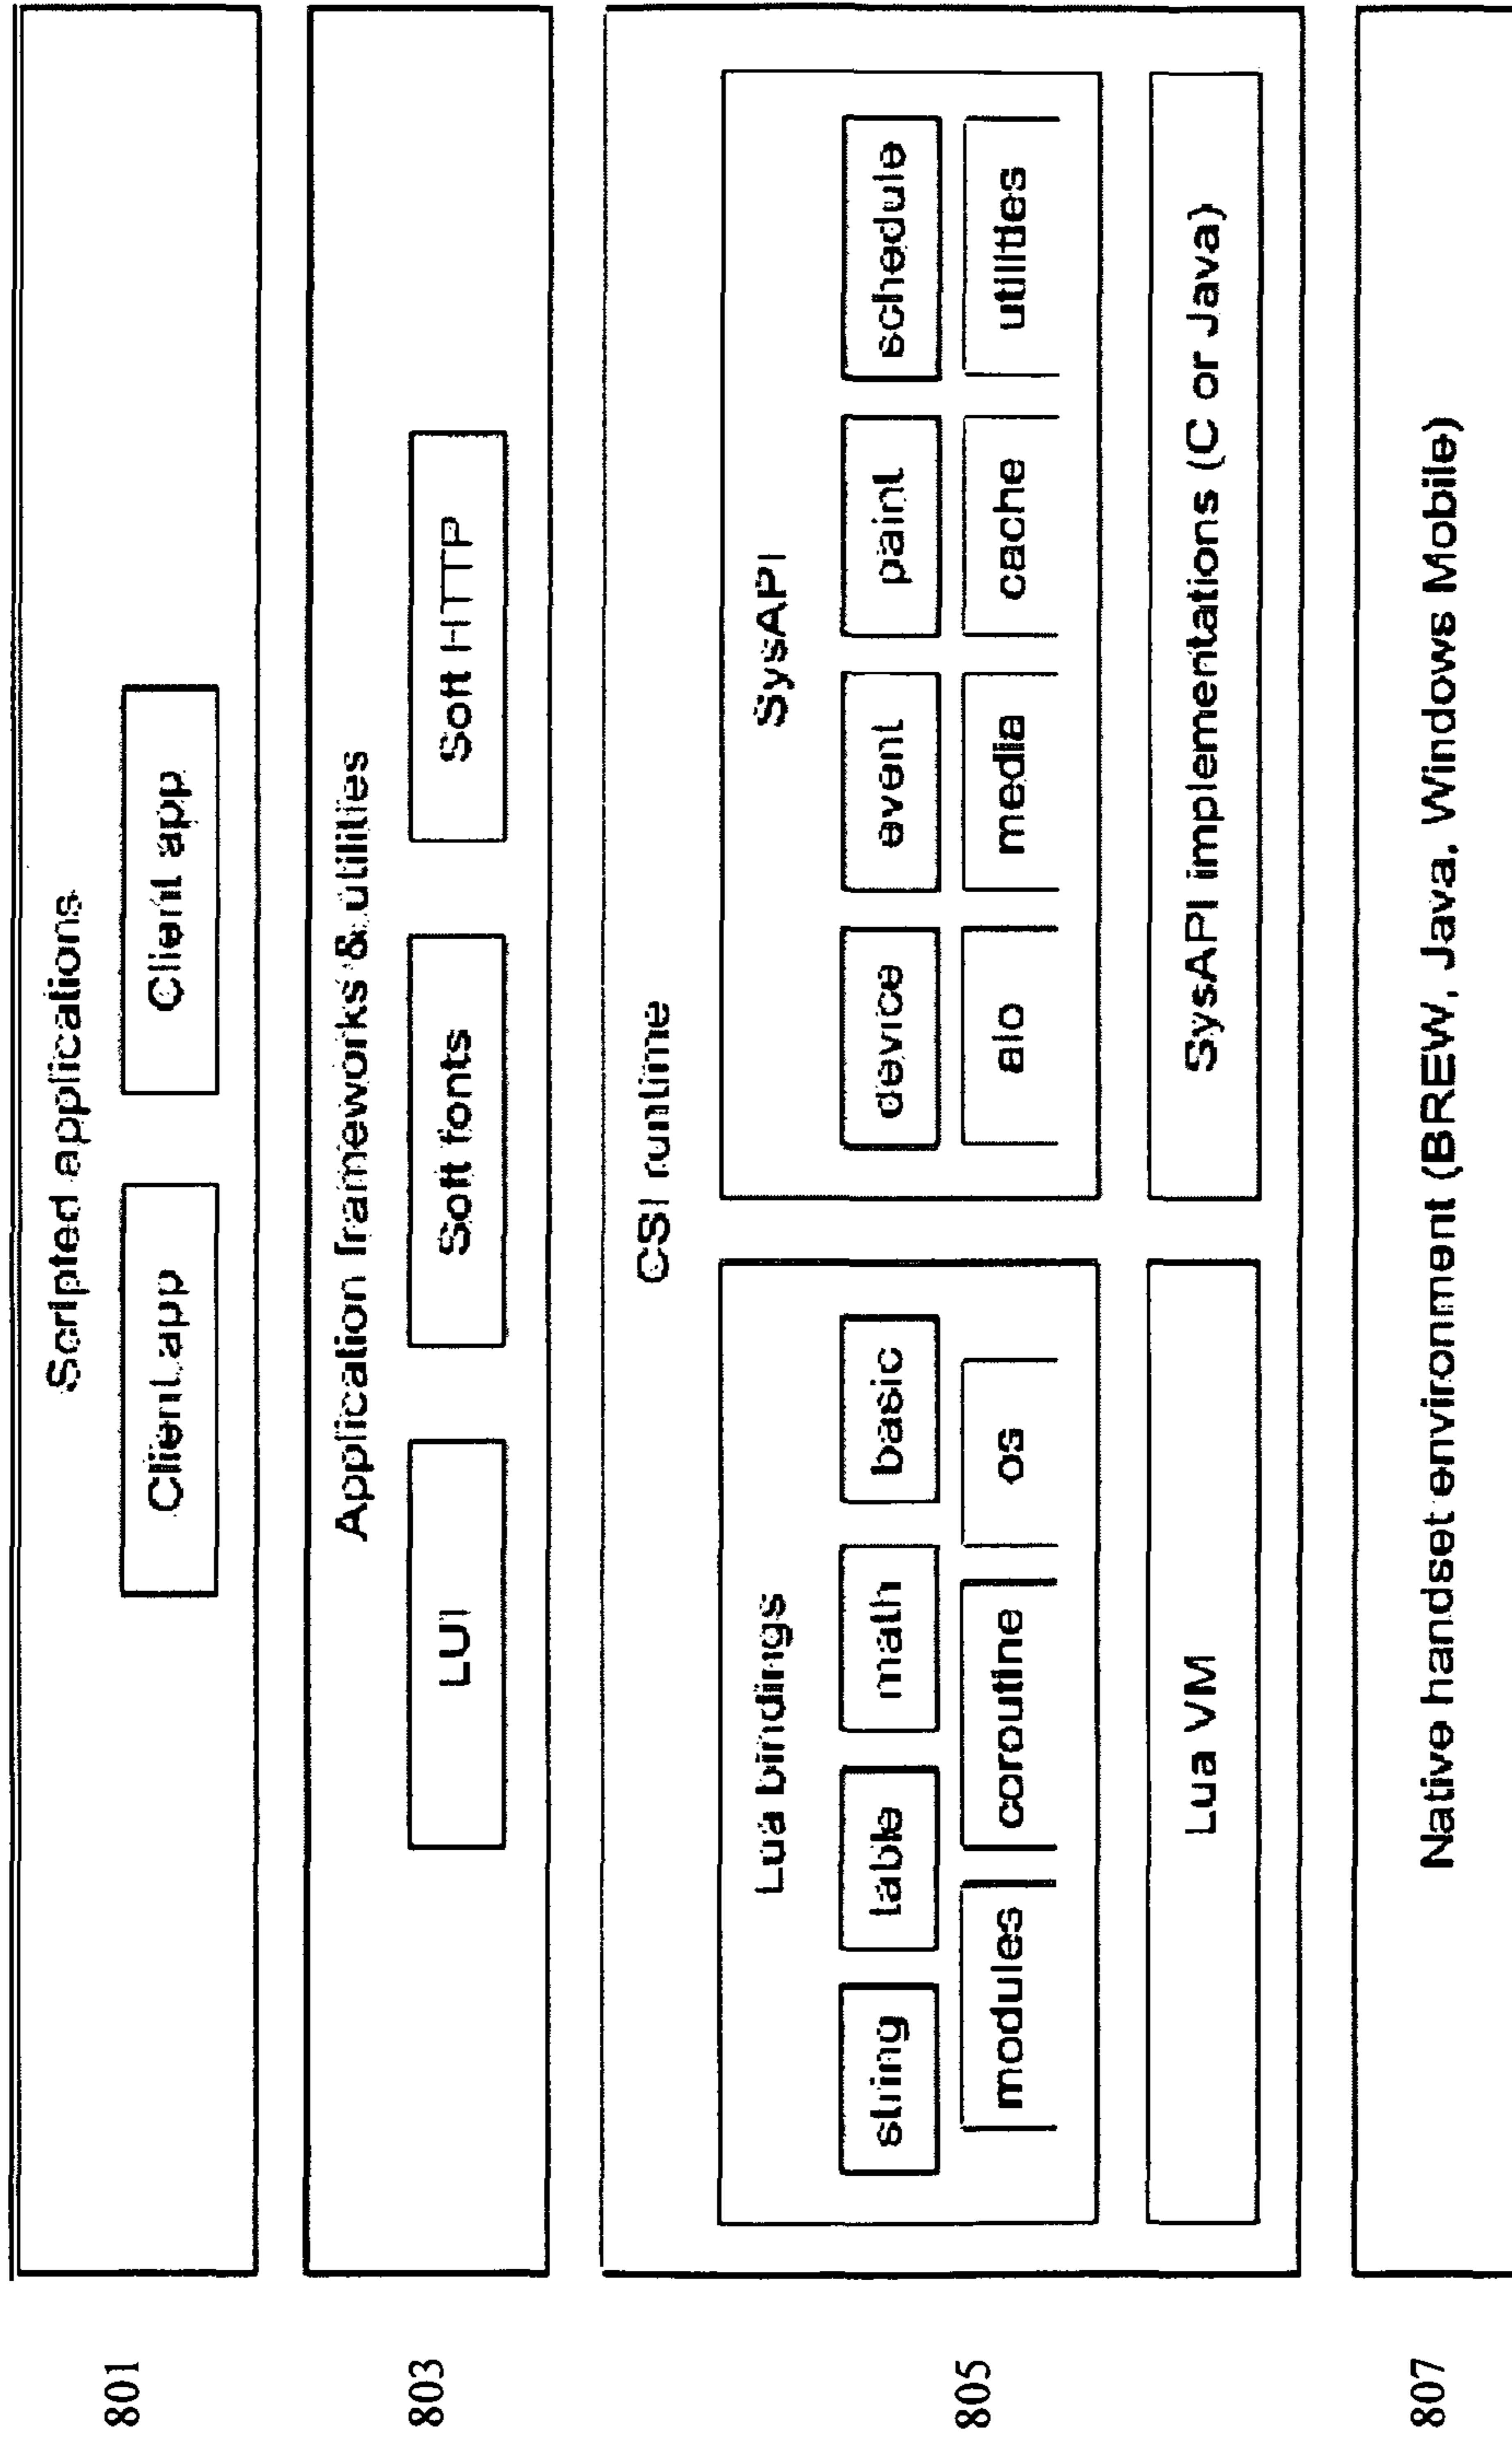 801
Scripted applications
Client app
Client app
803
Application frameworks & utilities
LUI
Soft fonts
Soft HTTP
805
CSI runtime
Lua bindings
string
table
math
basic
modules
coroutine
os
Lua VM
SysAPI
device
event
paint
schedule
aio
media
cache
utilities
SysAPI implementations (C or Java)
807
Native handset environment (BREW, Java, Windows Mobile)